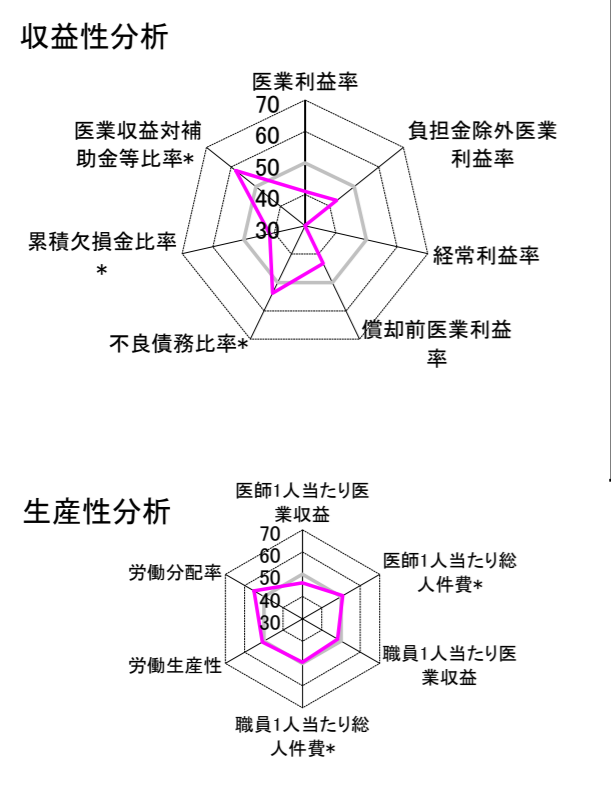 収益性分析
医業利益率
70
60
50
40
30
負担金除外医業
利益率
経常利益率
償却前医業利益
率
不良債務比率*
累積欠損金比率
*
医業収益対補
助金等比率*
生産性分析
医師1人当たり医
業収益
70
60
50
40
30
医師1人当たり総
人件費*
職員1人当たり医
業収益
職員1人当たり総
人件費*
労働生産性
労働分配率